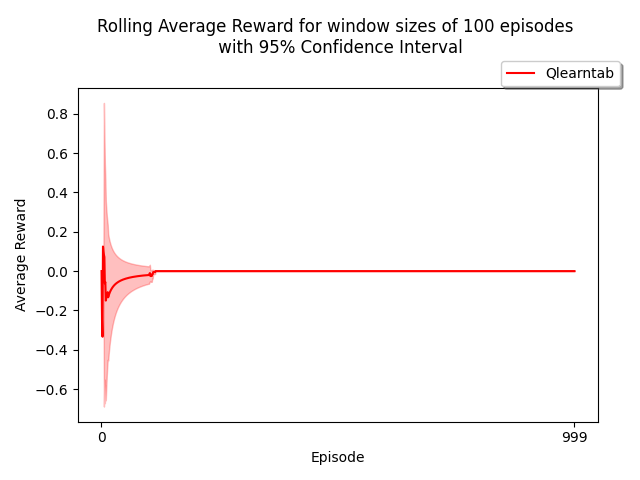 Rolling Average Reward for window sizes of 100 episodes
with 95% Confidence Interval
Qlearntab
Average Reward
0.8
0.6
0.4
0.2
0.0
−0.2
−0.4
−0.6
0 999
Episode